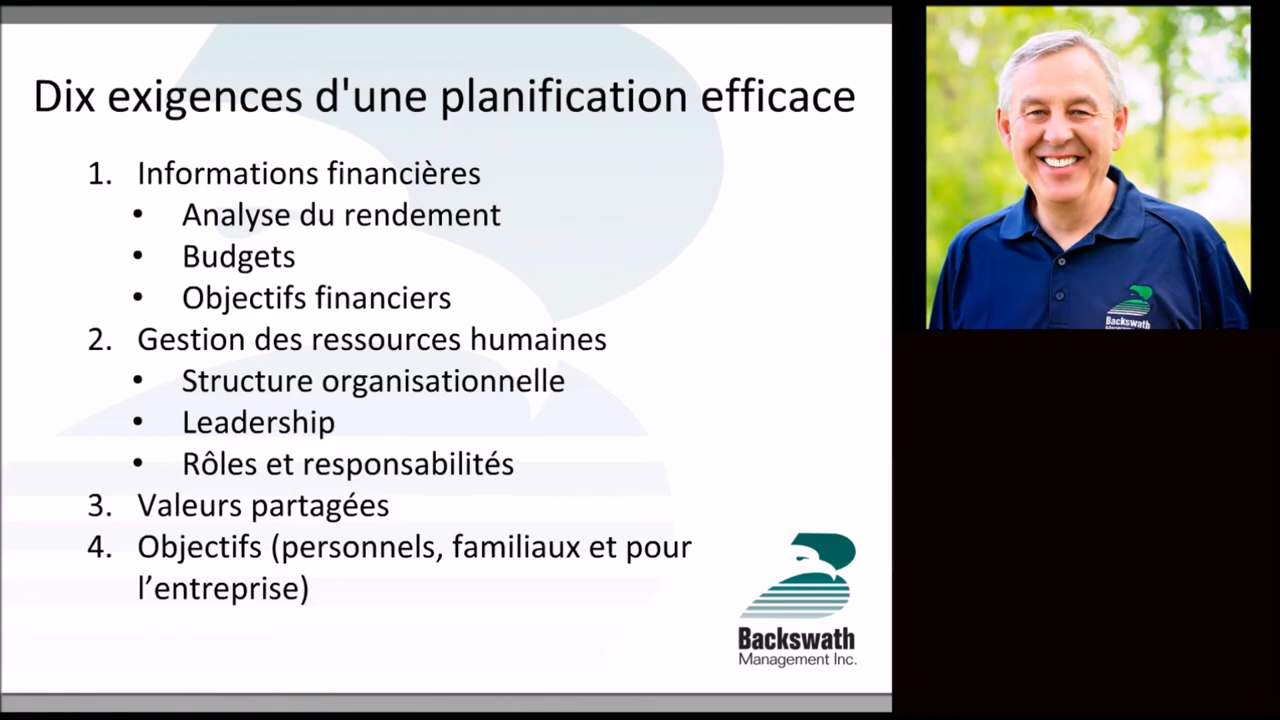 Dix exigences d'une planification efficace
1. Informations financières
• Analyse du rendement
• Budgets
• Objectifs financiers
2. Gestion des ressources humaines
• Structure organisationnelle
• Leadership
• Rôles et responsabilités
3. Valeurs partagées
4. Objectifs (personnels, familiaux et pour
l’entreprise)
Backswath
Management Inc.
Backswath